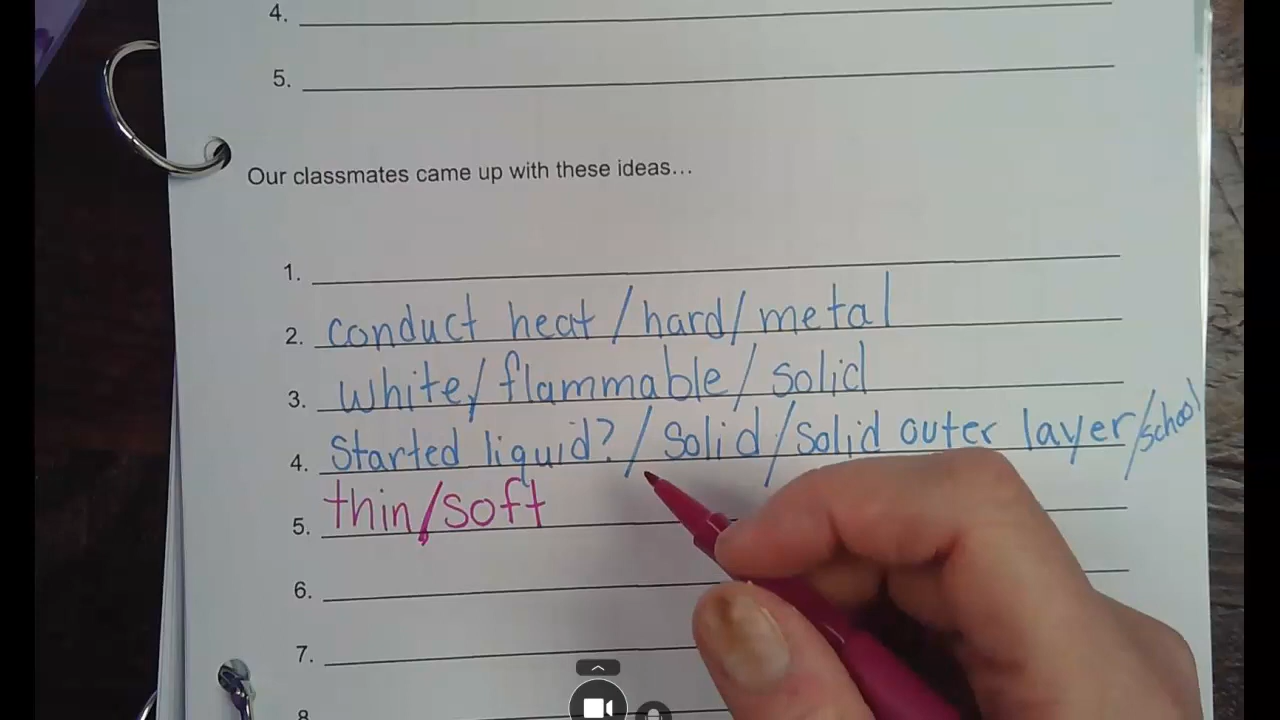 4.
5.
Our classmates came up with these ideas...
1.
2. conduct heat / hard / metal
3. white / flammable / solid
4. Started liquid? / Solid / Solid outer layer / school
5. thin / soft
6.
7.
8